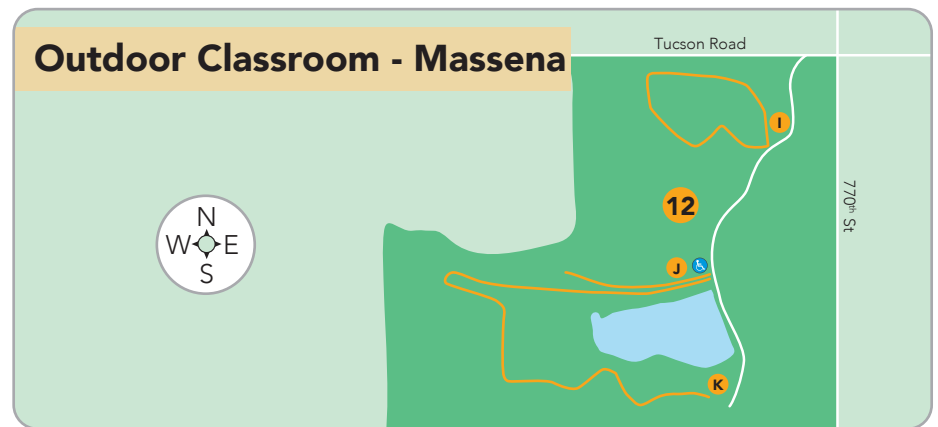 Tucson Road
Outdoor Classroom - Massena
I
770th St
12
N
W E
S
J
K